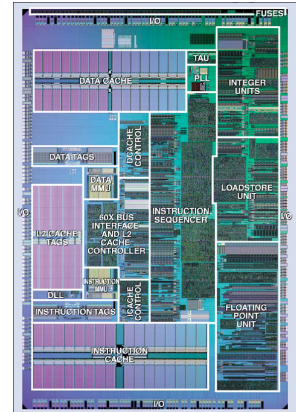 FUSES
I/O
TAU
DATA CACHE
PLL
INTEGER
UNITS
D/CACHE
CONTROL
DATA TAGS
DATA
MMU
LOADSTORE
UNIT
I/O
L2 CACHE
TAGS
60X BUS
INTERFACE
AND L2
CACHE
CONTROLLER
INSTRUCTION
SEQUENCER
I/O
INSTRUCTION
MMU
DLL
INSTRUCTION TAGS
I/CACHE
CONTROL
FLOATING
POINT
UNIT
INSTRUCTION
CACHE
I/O